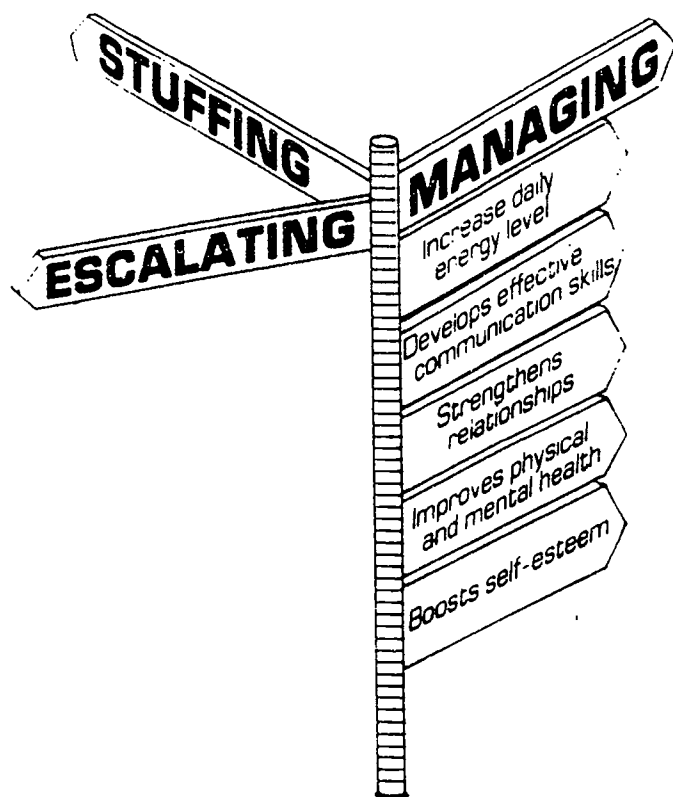 STUFFING
MANAGING
ESCALATING
Increase daily
energy level
Develops effective
communication skills
Strengthens
relationships
Improves physical
and mental health
Boosts self-esteem